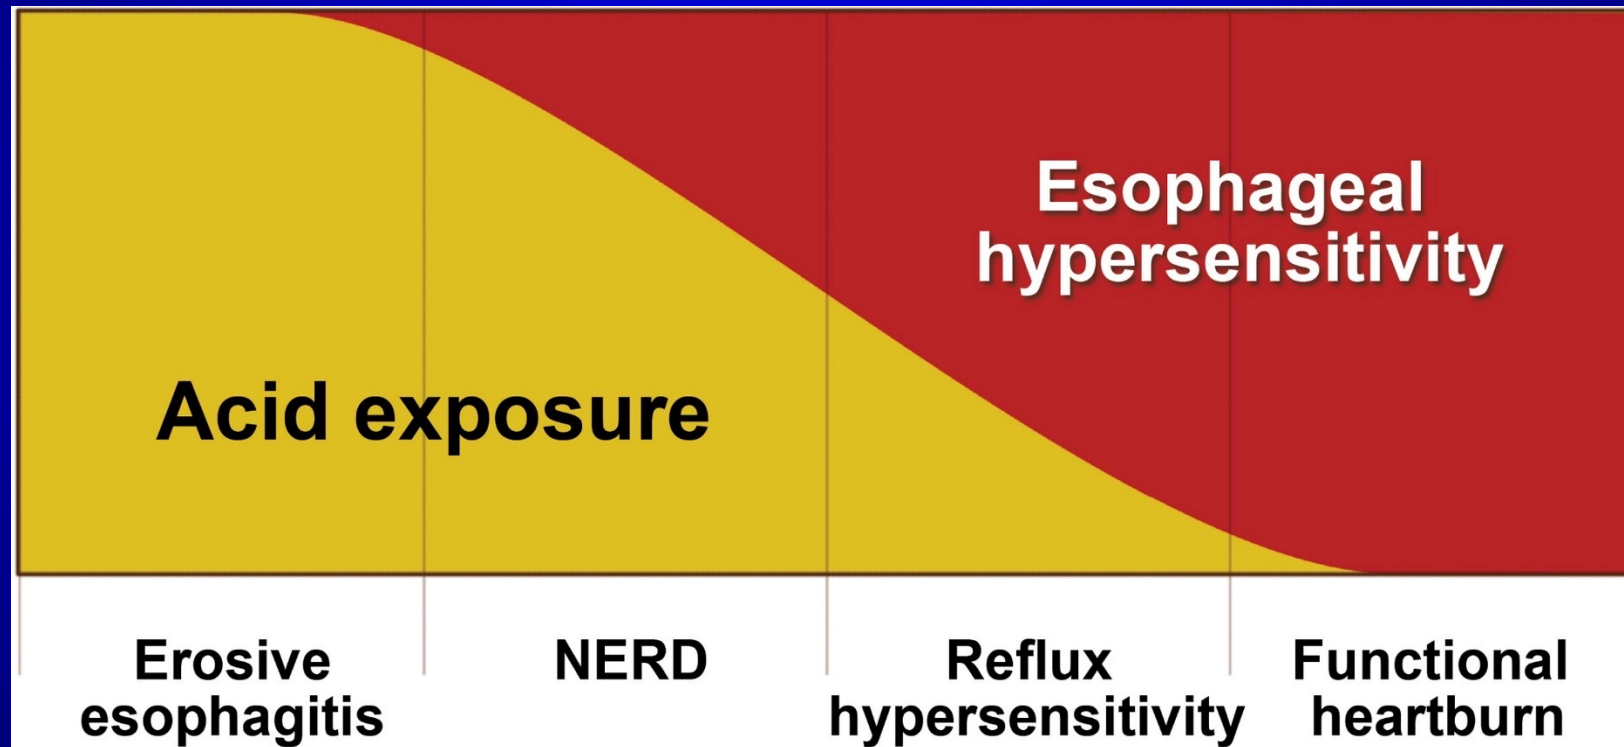 Esophageal
hypersensitivity
Acid exposure
Erosive
esophagitis
NERD
Reflux
hypersensitivity
Functional
heartburn